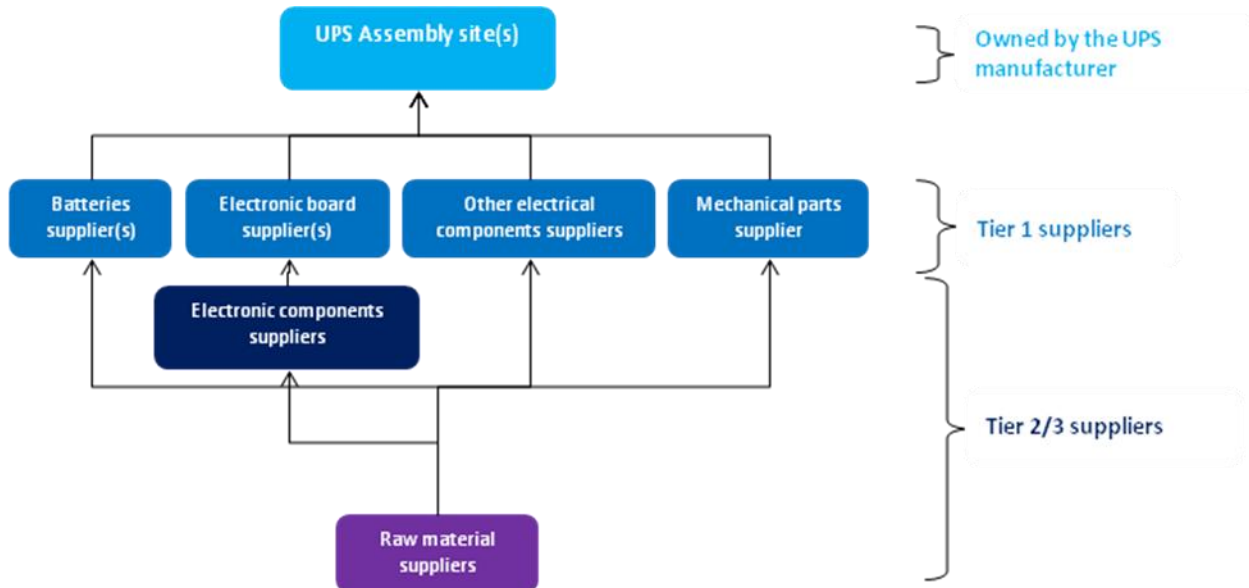 UPS Assembly site(s)
Owned by the UPS
manufacturer
Batteries
supplier(s)
Electronic board
supplier(s)
Other electrical
components suppliers
Mechanical parts
supplier
Tier 1 suppliers
Electronic components
suppliers
Tier 2/3 suppliers
Raw material
suppliers